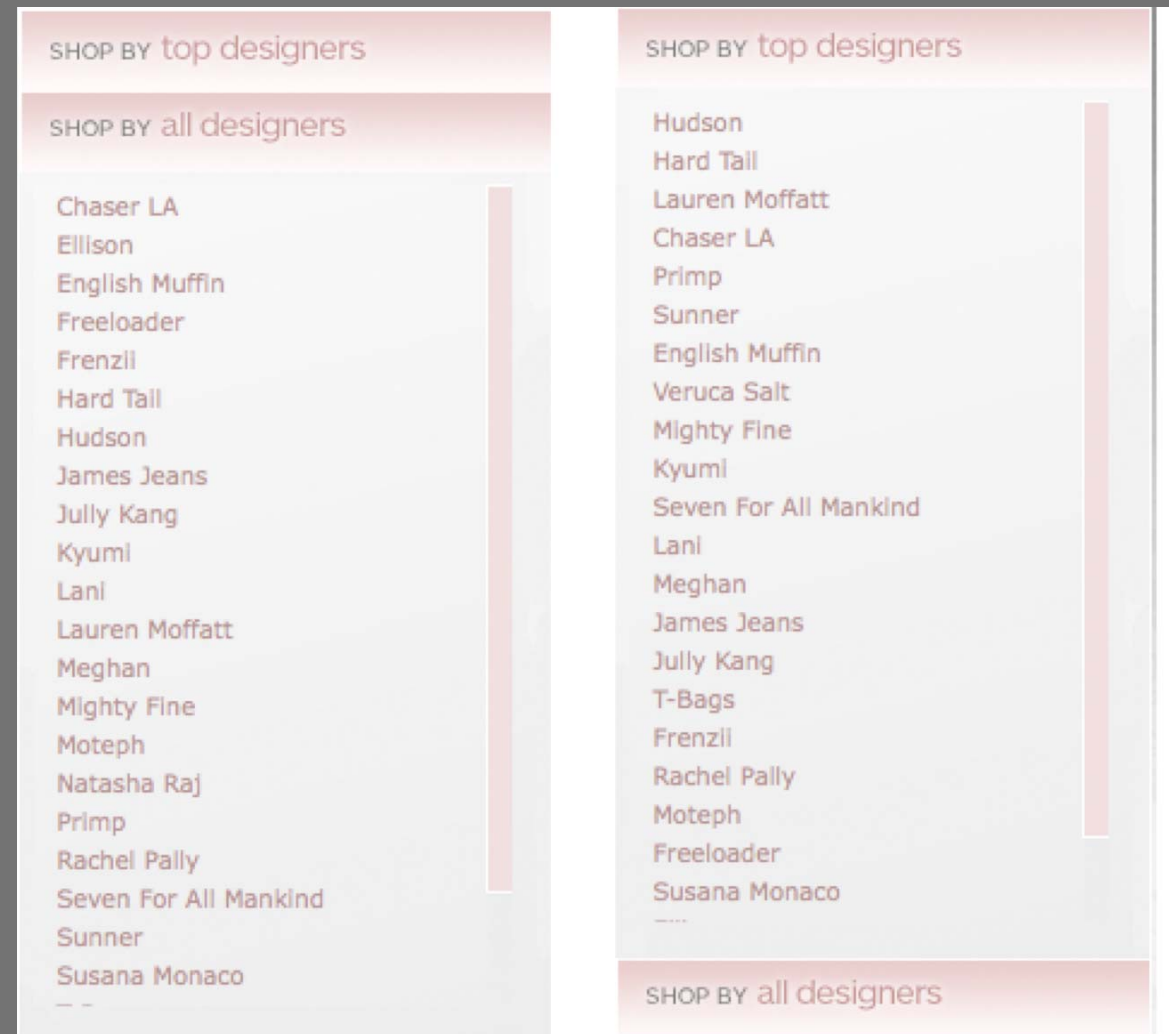 SHOP BY top designers
SHOP BY all designers
Chaser LA
Ellison
English Muffin
Freeloader
Frenzii
Hard Tail
Hudson
James Jeans
Jully Kang
Kyumi
Lani
Lauren Moffatt
Meghan
Mighty Fine
Moteph
Natasha Raj
Primp
Rachel Pally
Seven For All Mankind
Sunner
Susana Monaco
SHOP BY top designers
Hudson
Hard Tail
Lauren Moffatt
Chaser LA
Primp
Sunner
English Muffin
Veruca Salt
Mighty Fine
Kyumi
Seven For All Mankind
Lani
Meghan
James Jeans
Jully Kang
T-Bags
Frenzii
Rachel Pally
Moteph
Freeloader
Susana Monaco
SHOP BY all designers